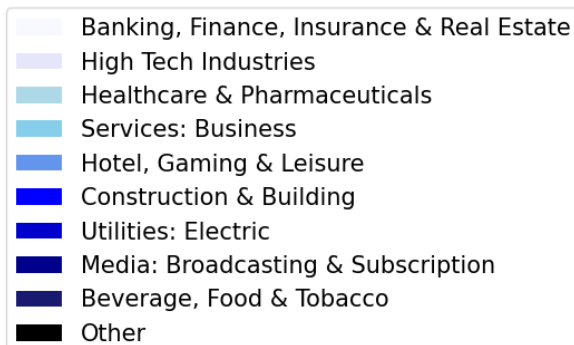 Banking, Finance, Insurance & Real Estate
High Tech Industries
Healthcare & Pharmaceuticals
Services: Business
Hotel, Gaming & Leisure
Construction & Building
Utilities: Electric
Media: Broadcasting & Subscription
Beverage, Food & Tobacco
Other